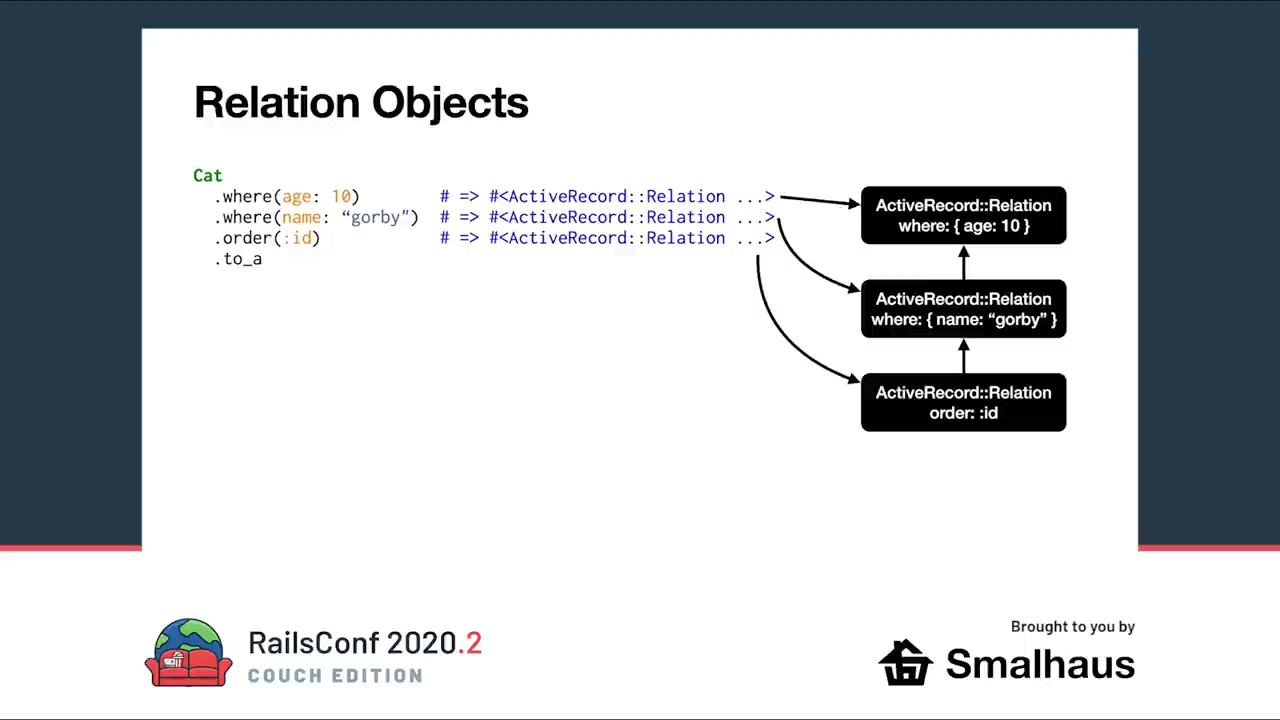 Relation Objects
Cat
.where(age: 10) # => #<ActiveRecord::Relation ...>
.where(name: “gorby”) # => #<ActiveRecord::Relation ...>
.order(:id) # => #<ActiveRecord::Relation ...>
.to_a
ActiveRecord::Relation
where: { age: 10 }
ActiveRecord::Relation
where: { name: “gorby” }
ActiveRecord::Relation
order: :id
RailsConf 2020.2
COUCH EDITION
Brought to you by
Smalhaus